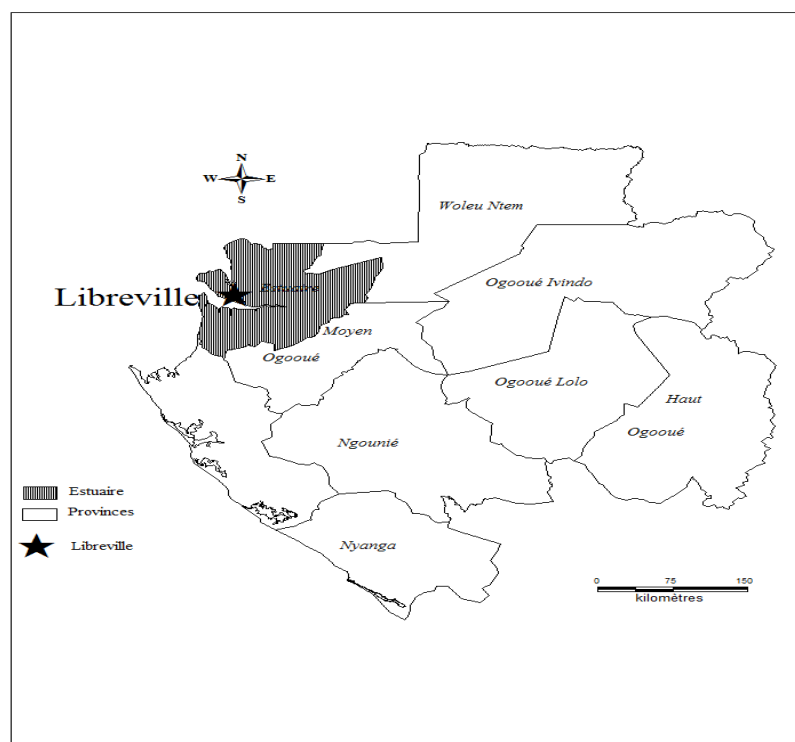 N
W E
S
Woleu Ntem
Ogooué Ivindo
Estuaire
Libreville
Moyen
Ogooué
Ogooué Lolo
Haut
Ogooué
Ngounié
Nyanga
Estuaire
Provinces
Libreville
0 75 150
kilomètres